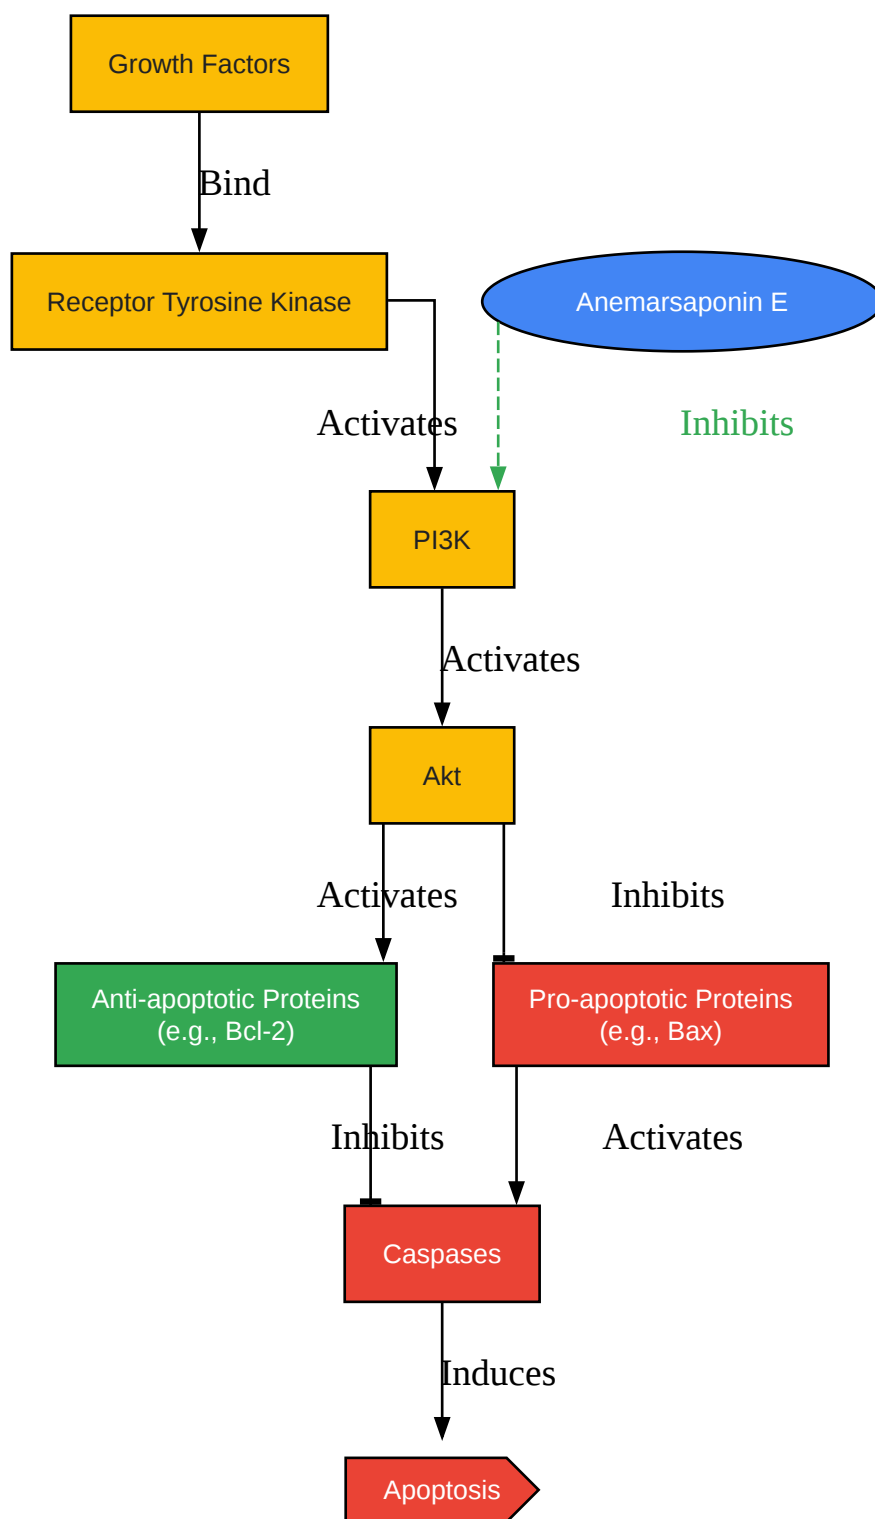 Growth Factors
Bind
Receptor Tyrosine Kinase
Anemarsaponin E
Activates
Inhibits
PI3K
Activates
Akt
Activates
Inhibits
Anti-apoptotic Proteins
(e.g., Bcl-2)
Pro-apoptotic Proteins
(e.g., Bax)
Inhibits
Activates
Caspases
Induces
Apoptosis